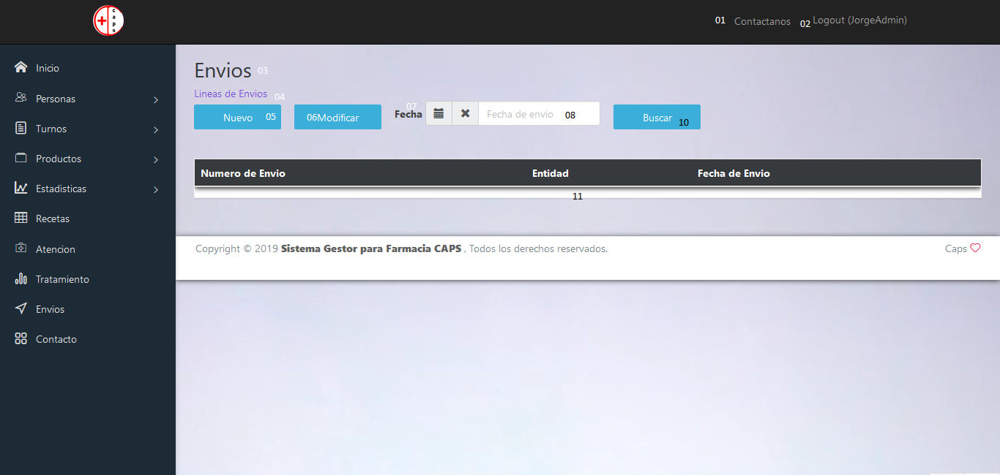 caps
01 Contactanos 02 Logout (JorgeAdmin)
Inicio
Personas
Turnos
Productos
Estadisticas
Recetas
Atencion
Tratamiento
Envios
Contacto
Envios 03
Lineas de Envios 04
Nuevo 05 06Modificar 07 Fecha Fecha de envio 08 Buscar 10
Numero de Envio Entidad Fecha de Envio
11
Copyright © 2019 Sistema Gestor para Farmacia CAPS , Todos los derechos reservados. Caps